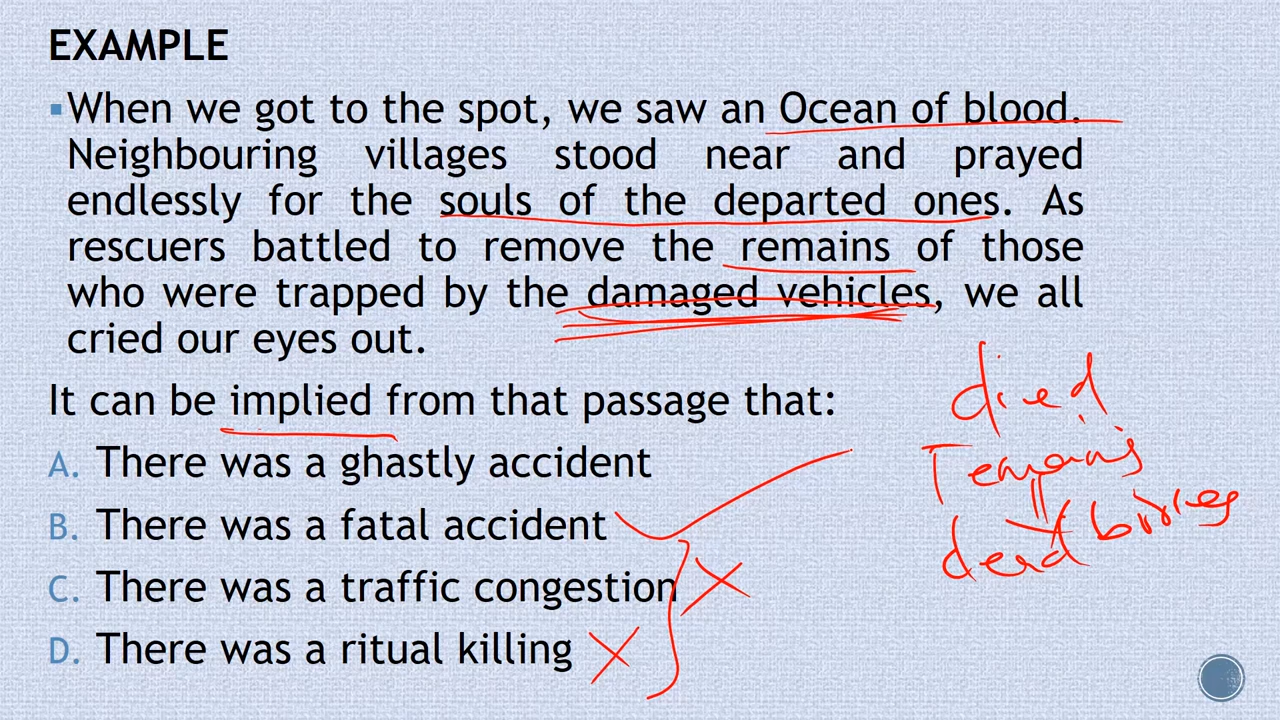 EXAMPLE
▪When we got to the spot, we saw an Ocean of blood.
Neighbouring villages stood near and prayed
endlessly for the souls of the departed ones. As
rescuers battled to remove the remains of those
who were trapped by the damaged vehicles, we all
cried our eyes out.
It can be implied from that passage that:
A. There was a ghastly accident
B. There was a fatal accident
C. There was a traffic congestion
D. There was a ritual killing
died
remains
dead